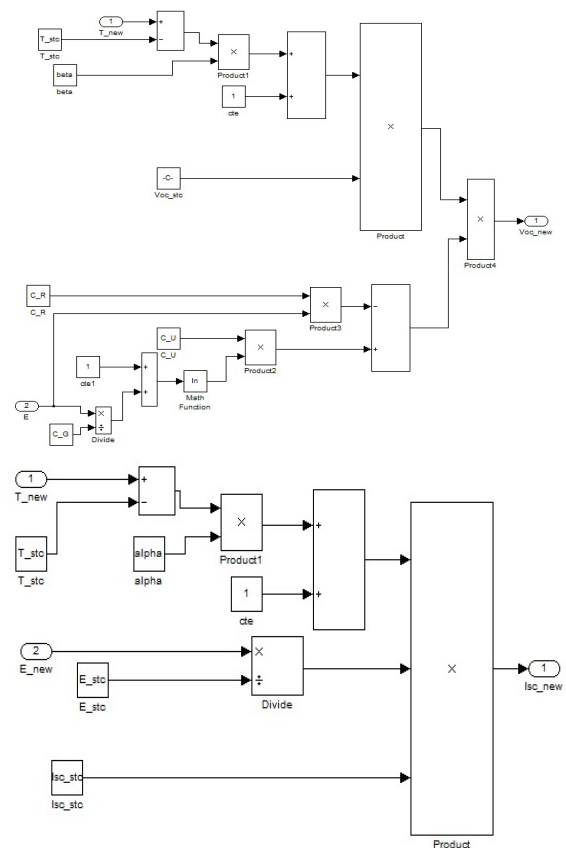 1
T_new
T_stc
T_stc
+
−
beta
beta
×
Product1
1
cte
+
+
-C-
Voc_stc
×
Product
×
Product4
1
Voc_new
C_R
C_R
×
Product3
C_U
C_U
1
cte1
+
+
ln
Math
Function
×
Product2
−
+
2
E
C_G
×
÷
Divide
1
T_new
+
−
T_stc
T_stc
alpha
alpha
×
Product1
1
cte
+
+
2
E_new
E_stc
E_stc
×
÷
Divide
Isc_stc
Isc_stc
×
Product
1
Isc_new